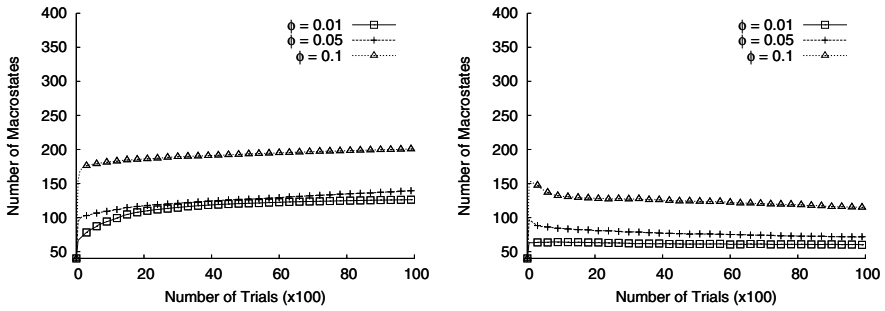 400
350
300
250
200
150
100
50
0
20
40
60
80
100
Number of Macrostates
Number of Trials (x100)
ϕ = 0.01
ϕ = 0.05
ϕ = 0.1
400
350
300
250
200
150
100
50
0
20
40
60
80
100
Number of Macrostates
Number of Trials (x100)
ϕ = 0.01
ϕ = 0.05
ϕ = 0.1